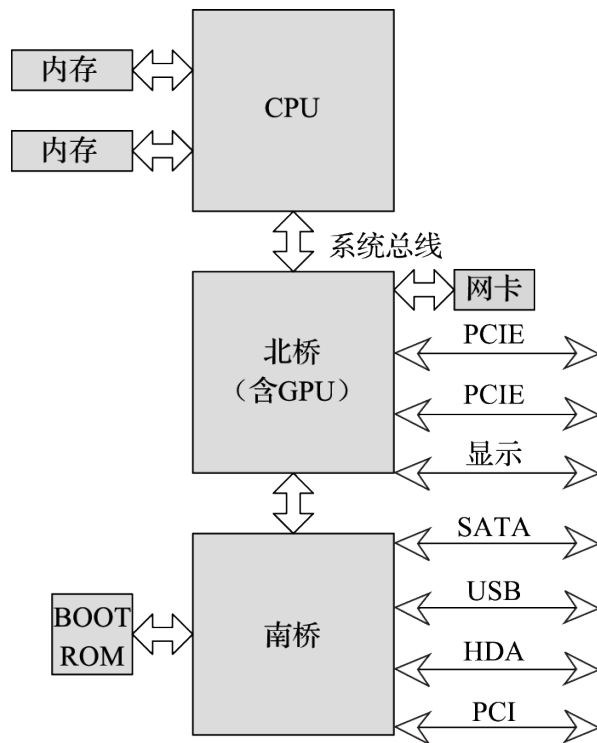 内存
CPU
内存
系统总线
网卡
北桥
（含GPU）
PCIE
PCIE
显示
SATA
BOOT
ROM
南桥
USB
HDA
PCI